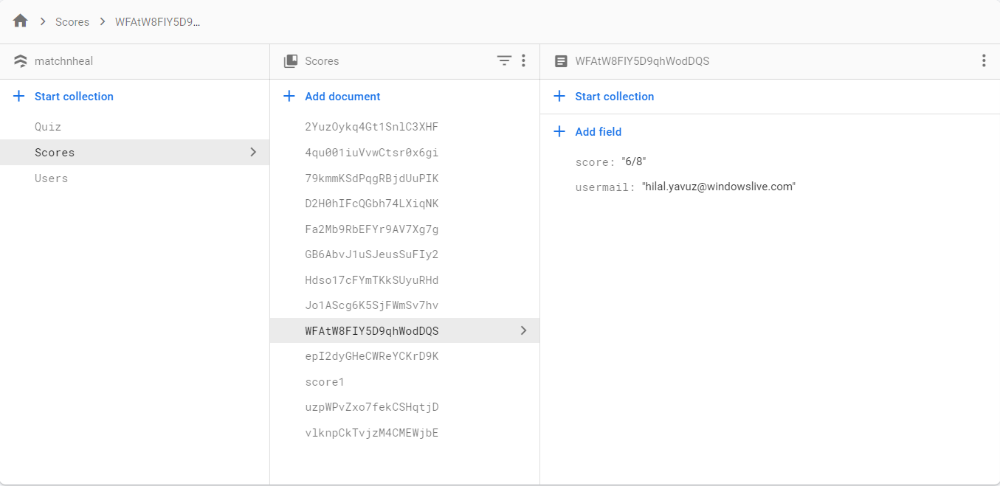 Scores
WFAtW8FIY5D9...
matchnheal
Start collection
Quiz
Scores
Users
Scores
Add document
2YuzOykq4Gt1SnlC3XHF
4qu001iuVvwCtsr0x6gi
79kmmKSdPqgRBjdUuPIK
D2H0hIFcQGbh74LXiqNK
Fa2Mb9RbEFYr9AV7Xg7g
GB6AbvJ1uSJeusSuFIy2
Hdso17cFYmTKkSUyuRHd
Jo1AScg6K5SjFWmSv7hv
WFAtW8FIY5D9qhWodDQS
epI2dyGHeCWReYCKrD9K
score1
uzpWPvZxo7fekCSHqtjD
vlknpCkTvjzM4CMEWjbE
WFAtW8FIY5D9qhWodDQS
Start collection
Add field
score: "6/8"
usermail: "hilal.yavuz@windowslive.com"